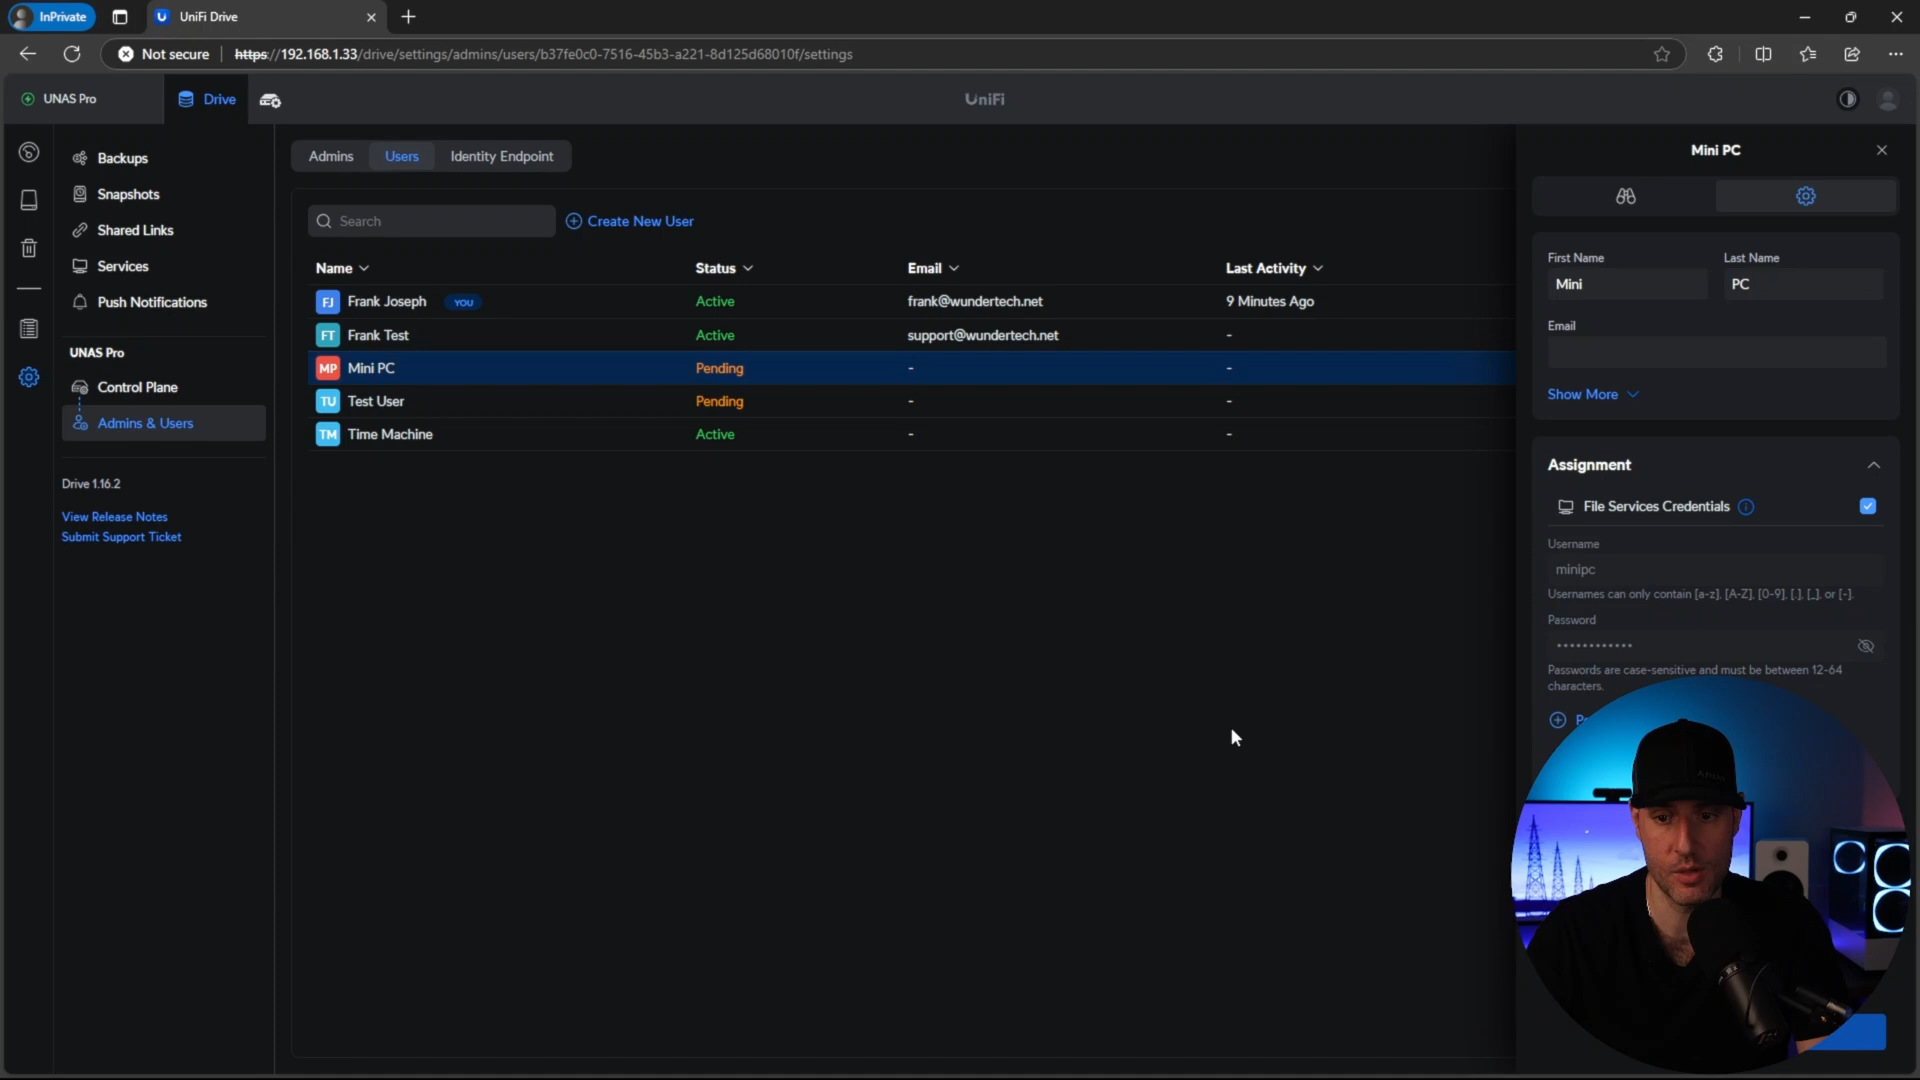 InPrivate
UniFi Drive
Not secure
https://192.168.1.33/drive/settings/admins/users/b37fe0c0-7516-45b3-a221-8d125d68010f/settings
UNAS Pro
Drive
UniFi
Backups
Snapshots
Shared Links
Services
Push Notifications
UNAS Pro
Control Plane
Admins & Users
Drive 1.16.2
View Release Notes
Submit Support Ticket
Admins Users Identity Endpoint
Search
Create New User
Name Status Email Last Activity
FJ Frank Joseph YOU Active frank@wundertech.net 9 Minutes Ago
FT Frank Test Active support@wundertech.net -
MP Mini PC Pending - -
TU Test User Pending - -
TM Time Machine Active - -
Mini PC
First Name Last Name
Mini PC
Email
Show More
Assignment
File Services Credentials
Username
minipc
Usernames can only contain [a-z], [A-Z], [0-9], [.], [_], or [-].
Password
Passwords are case-sensitive and must be between 12-64
characters.